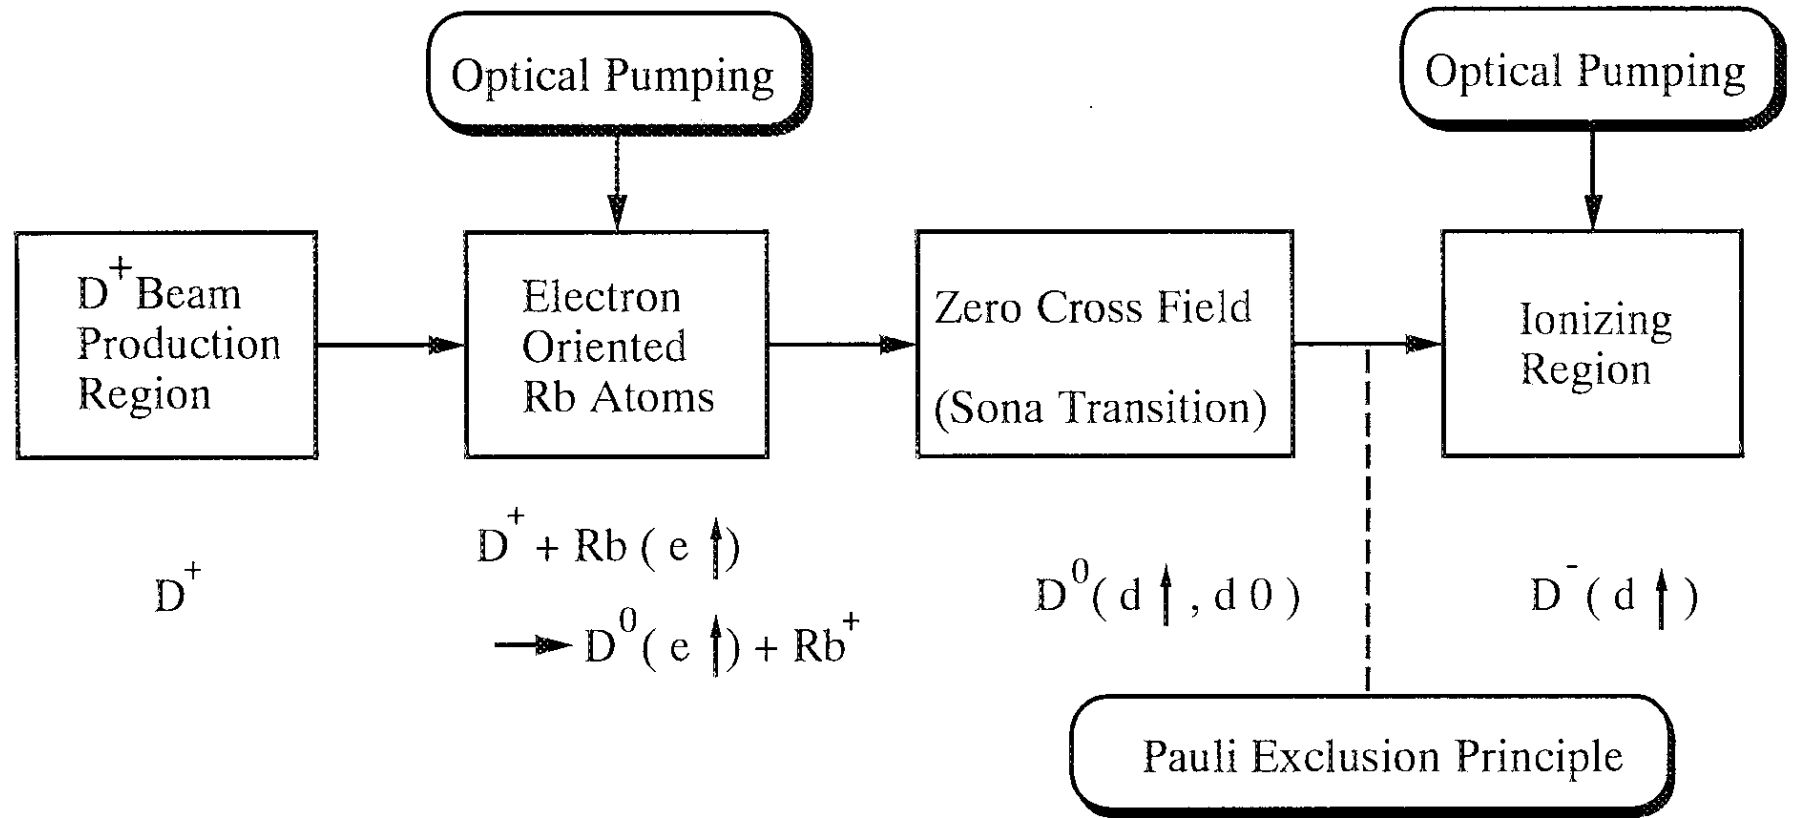 Optical Pumping
Optical Pumping
D⁺ Beam
Production
Region
Electron
Oriented
Rb Atoms
Zero Cross Field
(Sona Transition)
Ionizing
Region
D⁺
D⁺ + Rb ( e ↑ )
→ D⁰ ( e ↑ ) + Rb⁺
D⁰ ( d ↑ , d 0 )
D⁻ ( d ↑ )
Pauli Exclusion Principle